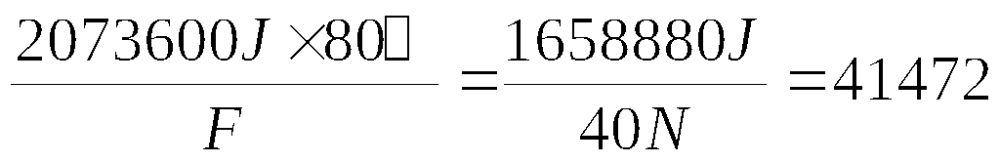 2073600J ×80▯ / F = 1658880J / 40N = 41472